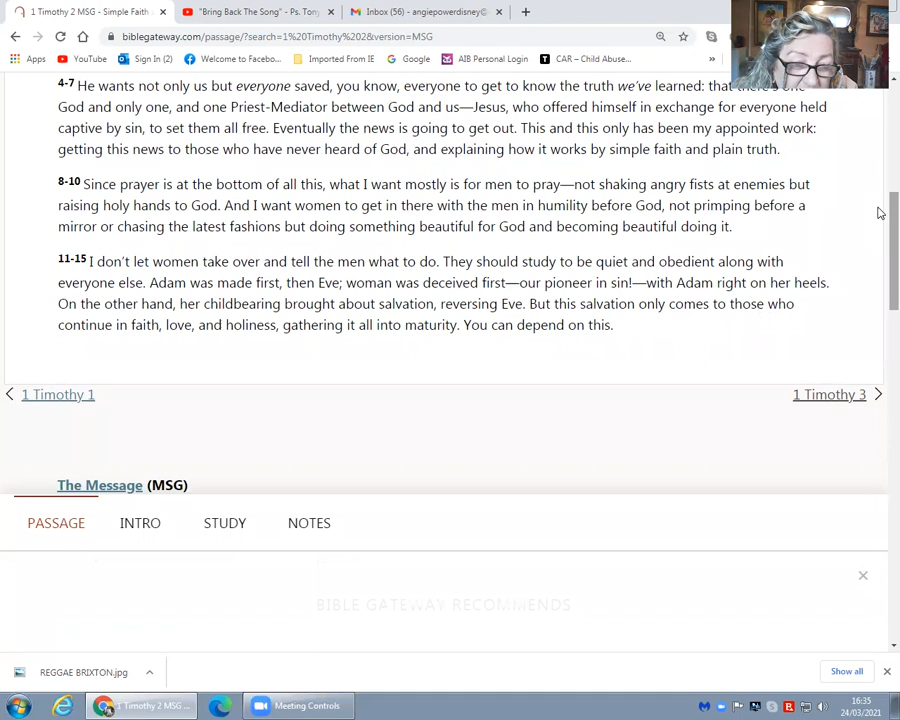 1 Timothy 2 MSG - Simple Faith
"Bring Back The Song" - Ps. Tony
Inbox (56) - angiepowerdisney@
biblegateway.com/passage/?search=1%20Timothy%202&version=MSG
Apps YouTube Sign In (2) Welcome to Facebo... Imported From IE Google AIB Personal Login CAR – Child Abuse... »
4-7 He wants not only us but everyone saved, you know, everyone to get to know the truth we've learned: that there's one
God and only one, and one Priest-Mediator between God and us—Jesus, who offered himself in exchange for everyone held
captive by sin, to set them all free. Eventually the news is going to get out. This and this only has been my appointed work:
getting this news to those who have never heard of God, and explaining how it works by simple faith and plain truth.
8-10 Since prayer is at the bottom of all this, what I want mostly is for men to pray—not shaking angry fists at enemies but
raising holy hands to God. And I want women to get in there with the men in humility before God, not primping before a
mirror or chasing the latest fashions but doing something beautiful for God and becoming beautiful doing it.
11-15 I don't let women take over and tell the men what to do. They should study to be quiet and obedient along with
everyone else. Adam was made first, then Eve; woman was deceived first—our pioneer in sin!—with Adam right on her heels.
On the other hand, her childbearing brought about salvation, reversing Eve. But this salvation only comes to those who
continue in faith, love, and holiness, gathering it all into maturity. You can depend on this.
1 Timothy 1
1 Timothy 3
The Message (MSG)
PASSAGE INTRO STUDY NOTES
BIBLE GATEWAY RECOMMENDS
REGGAE BRIXTON.jpg
Show all
1 Timothy 2 MSG ...
Meeting Controls
16:35
24/03/2021